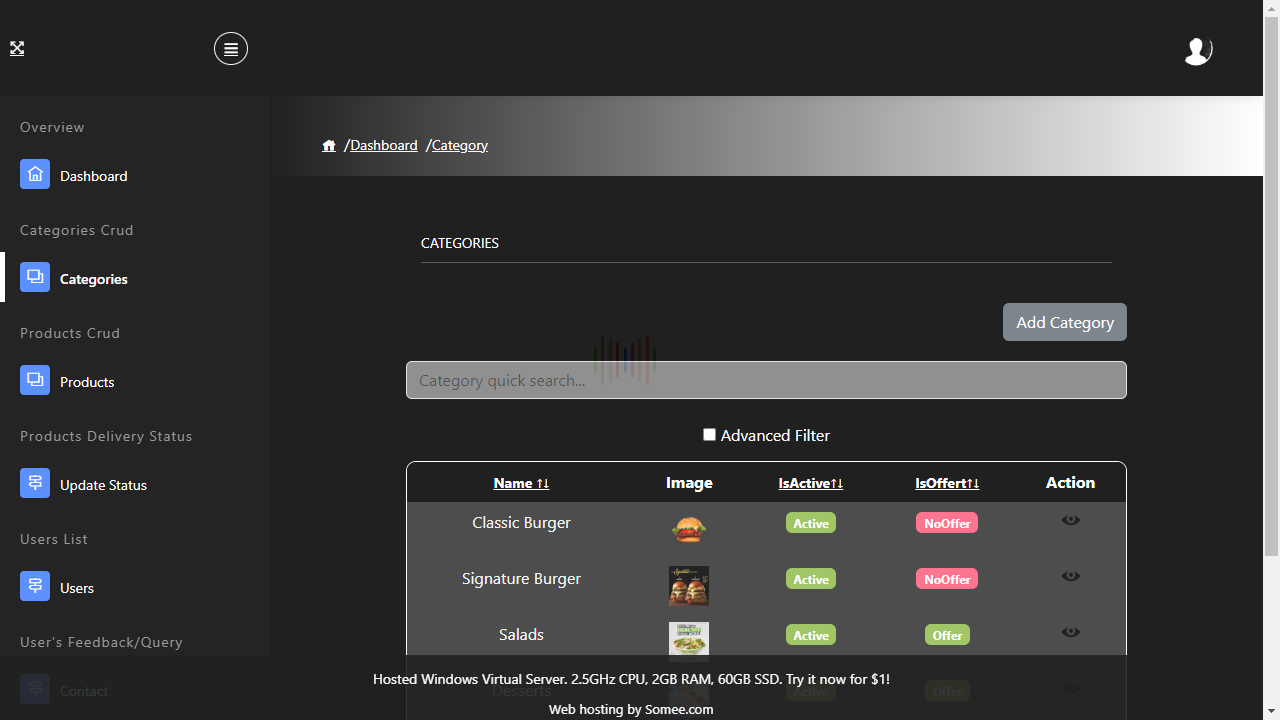 Overview
Dashboard
Categories Crud
Categories
Products Crud
Products
Products Delivery Status
Update Status
Users List
Users
User's Feedback/Query
Contact
/Dashboard /Category
CATEGORIES
Add Category
Category quick search...
Advanced Filter
Name ↑↓ Image IsActive↑↓ IsOffert↑↓ Action
Classic Burger Active NoOffer
Signature Burger Active NoOffer
Salads Active Offer
Desserts Active Offer
Hosted Windows Virtual Server. 2.5GHz CPU, 2GB RAM, 60GB SSD. Try it now for $1!
Web hosting by Somee.com